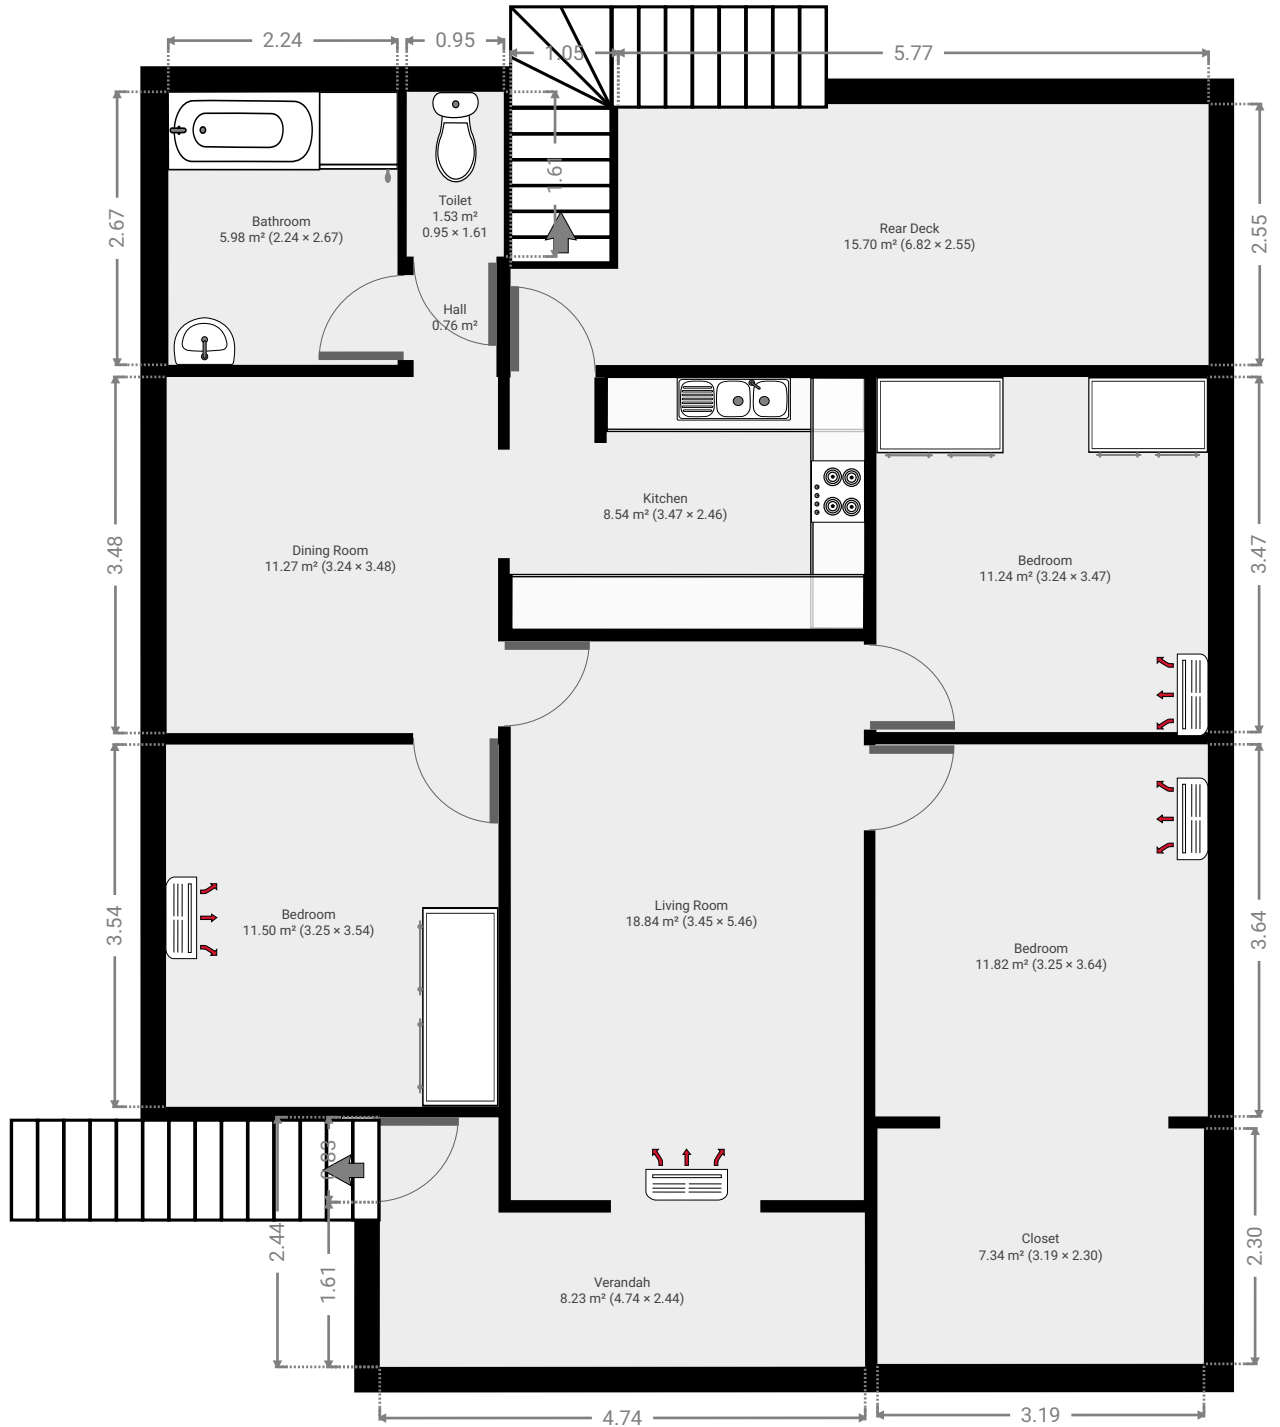 2.24
0.95
1.05
5.77
2.67
1.61
2.55
Toilet
1.53 m²
0.95 × 1.61
Bathroom
5.98 m² (2.24 × 2.67)
Rear Deck
15.70 m² (6.82 × 2.55)
Hall
0.76 m²
3.48
3.47
Kitchen
8.54 m² (3.47 × 2.46)
Dining Room
11.27 m² (3.24 × 3.48)
Bedroom
11.24 m² (3.24 × 3.47)
3.54
3.64
Living Room
18.84 m² (3.45 × 5.46)
Bedroom
11.50 m² (3.25 × 3.54)
Bedroom
11.82 m² (3.25 × 3.64)
0.83
2.44
1.61
2.30
Closet
7.34 m² (3.19 × 2.30)
Verandah
8.23 m² (4.74 × 2.44)
4.74
3.19